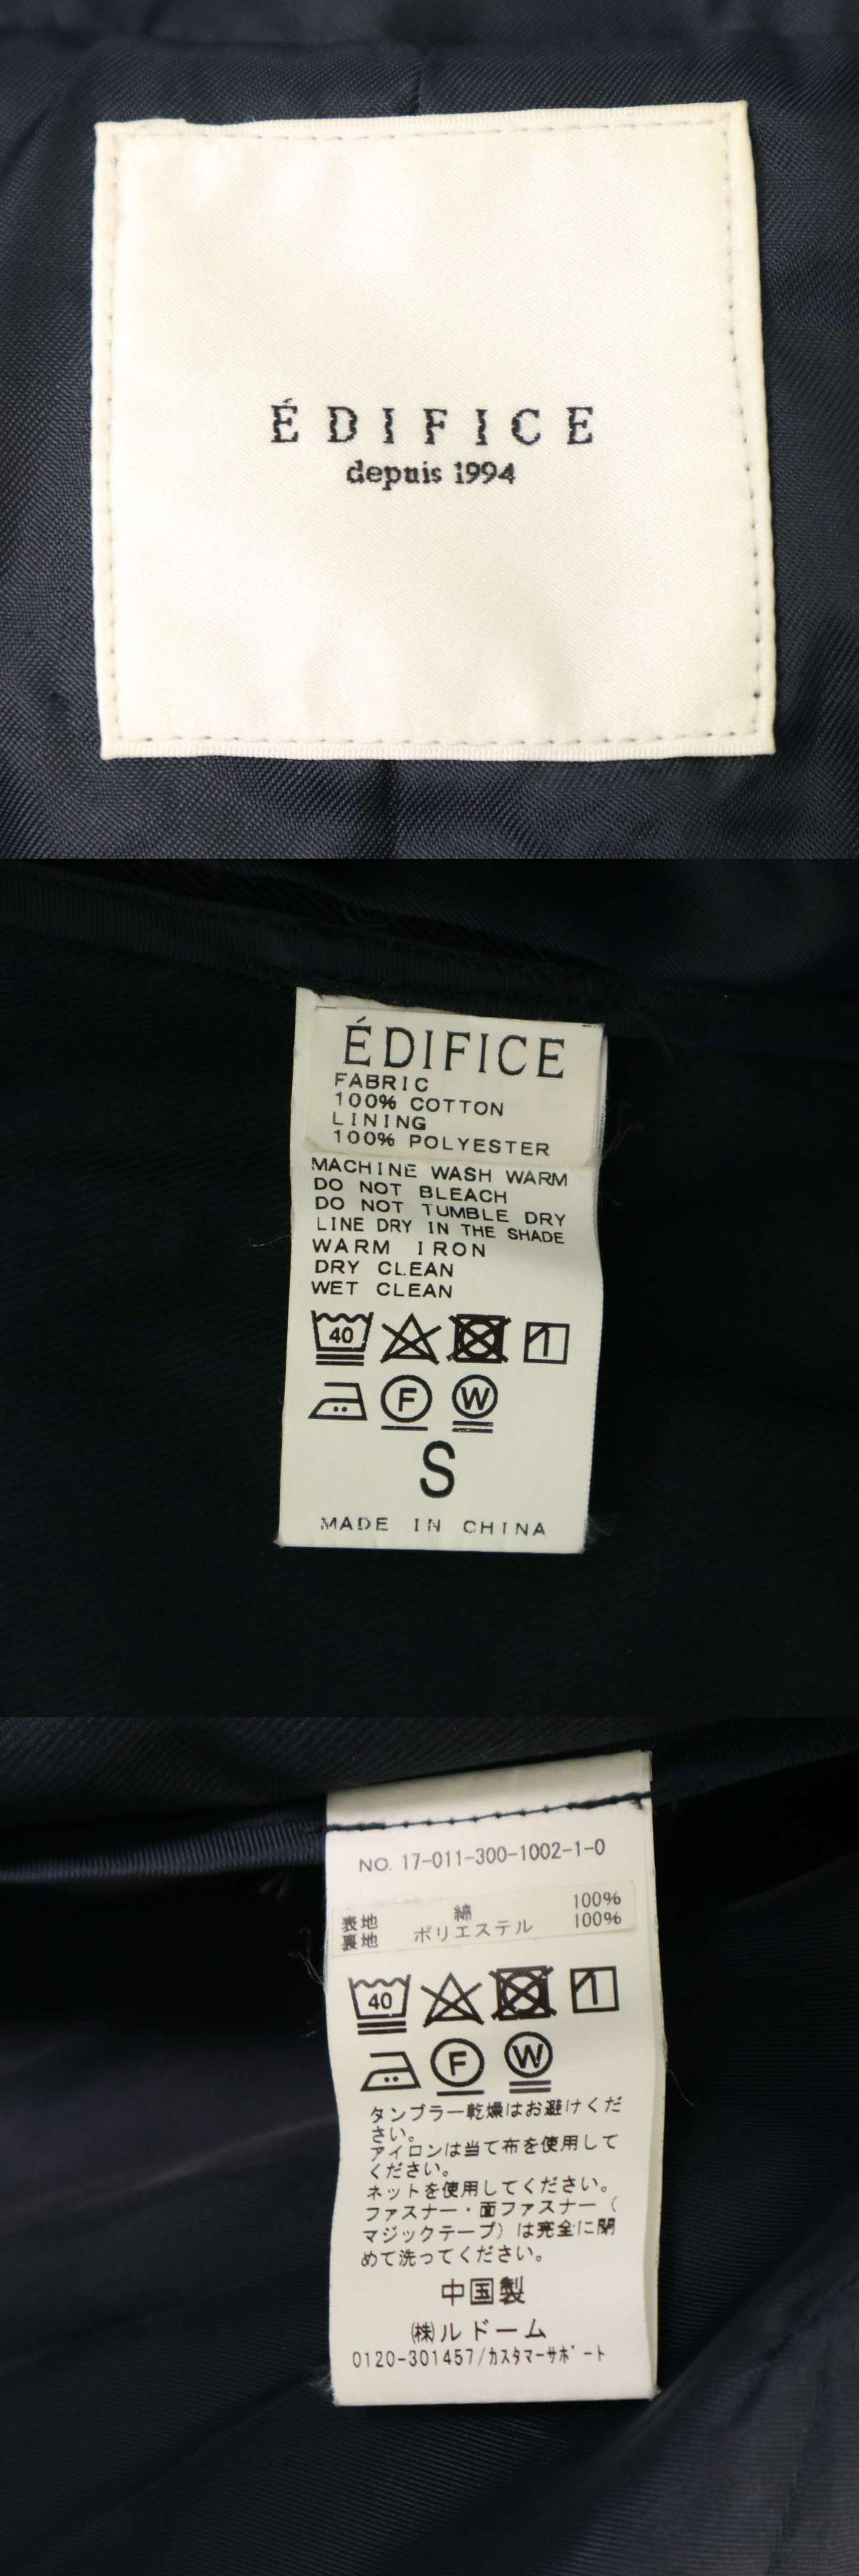 ÉDIFICE
depuis 1994
ÉDIFICE
FABRIC
100% COTTON
LINING
100% POLYESTER
MACHINE WASH WARM
DO NOT BLEACH
DO NOT TUMBLE DRY
LINE DRY IN THE SHADE
WARM IRON
DRY CLEAN
WET CLEAN
40
F W
S
MADE IN CHINA
NO. 17-011-300-1002-1-0
表地 綿 100%
裏地 ポリエステル 100%
40
F W
タンブラー乾燥はお避けくだ
さい。
アイロンは当て布を使用して
ください。
ネットを使用してください。
ファスナー・面ファスナー（
マジックテープ）は完全に閉
めて洗ってください。
中国製
㈱ルドーム
0120-301457/カスタマーサポート